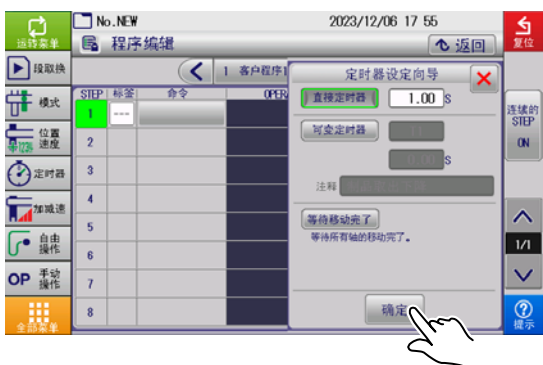 No.NEW 2023/12/06 17 55
运转菜单 程序编辑 返回 复位
段取换 1 客户程序1 定时器设定向导
STEP 标签 命令 OPER
直接定时器 1.00 S
模式 1 ---
连续的
STEP
ON
位置
速度
2 可变定时器 11
0.00 S
定时器 3
注释
加减速 4
等待移动完了
等待所有轴的移动完了。
自由
操作
5
6 1/1
OP 手动
操作
7
确定
全部菜单 8 提示